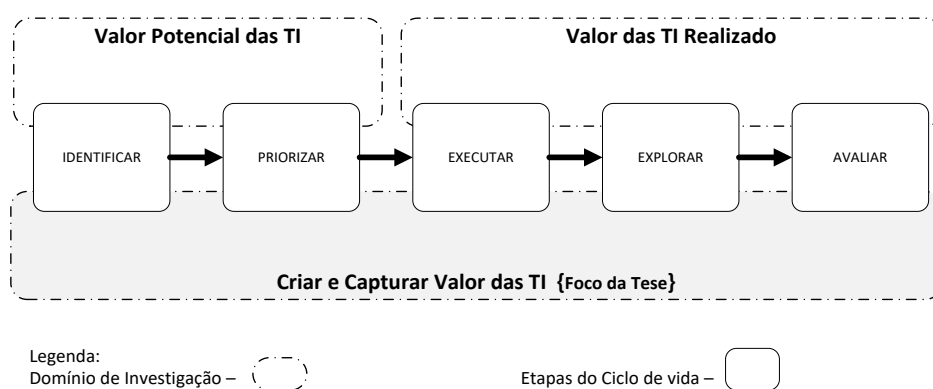 Valor Potencial das TI
Valor das TI Realizado
IDENTIFICAR
PRIORIZAR
EXECUTAR
EXPLORAR
AVALIAR
Criar e Capturar Valor das TI {Foco da Tese}
Legenda:
Domínio de Investigação –
Etapas do Ciclo de vida –